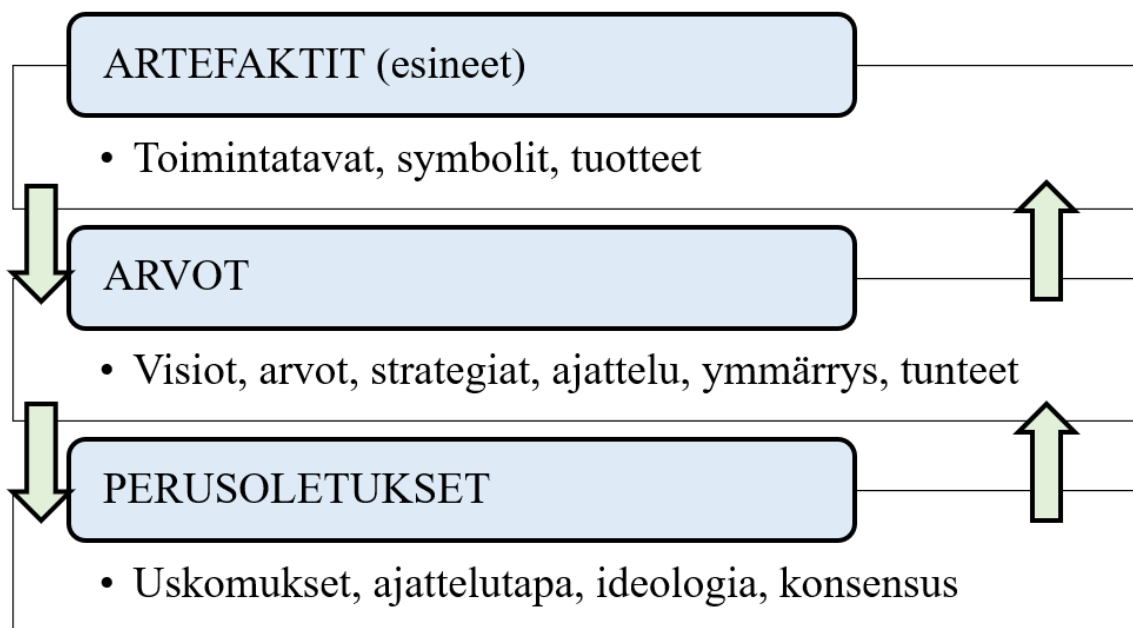 ARTEFAKTIT (esineet)
• Toimintatavat, symbolit, tuotteet
ARVOT
• Visiot, arvot, strategiat, ajattelu, ymmärrys, tunteet
PERUSOLETUKSET
• Uskomukset, ajattelutapa, ideologia, konsensus